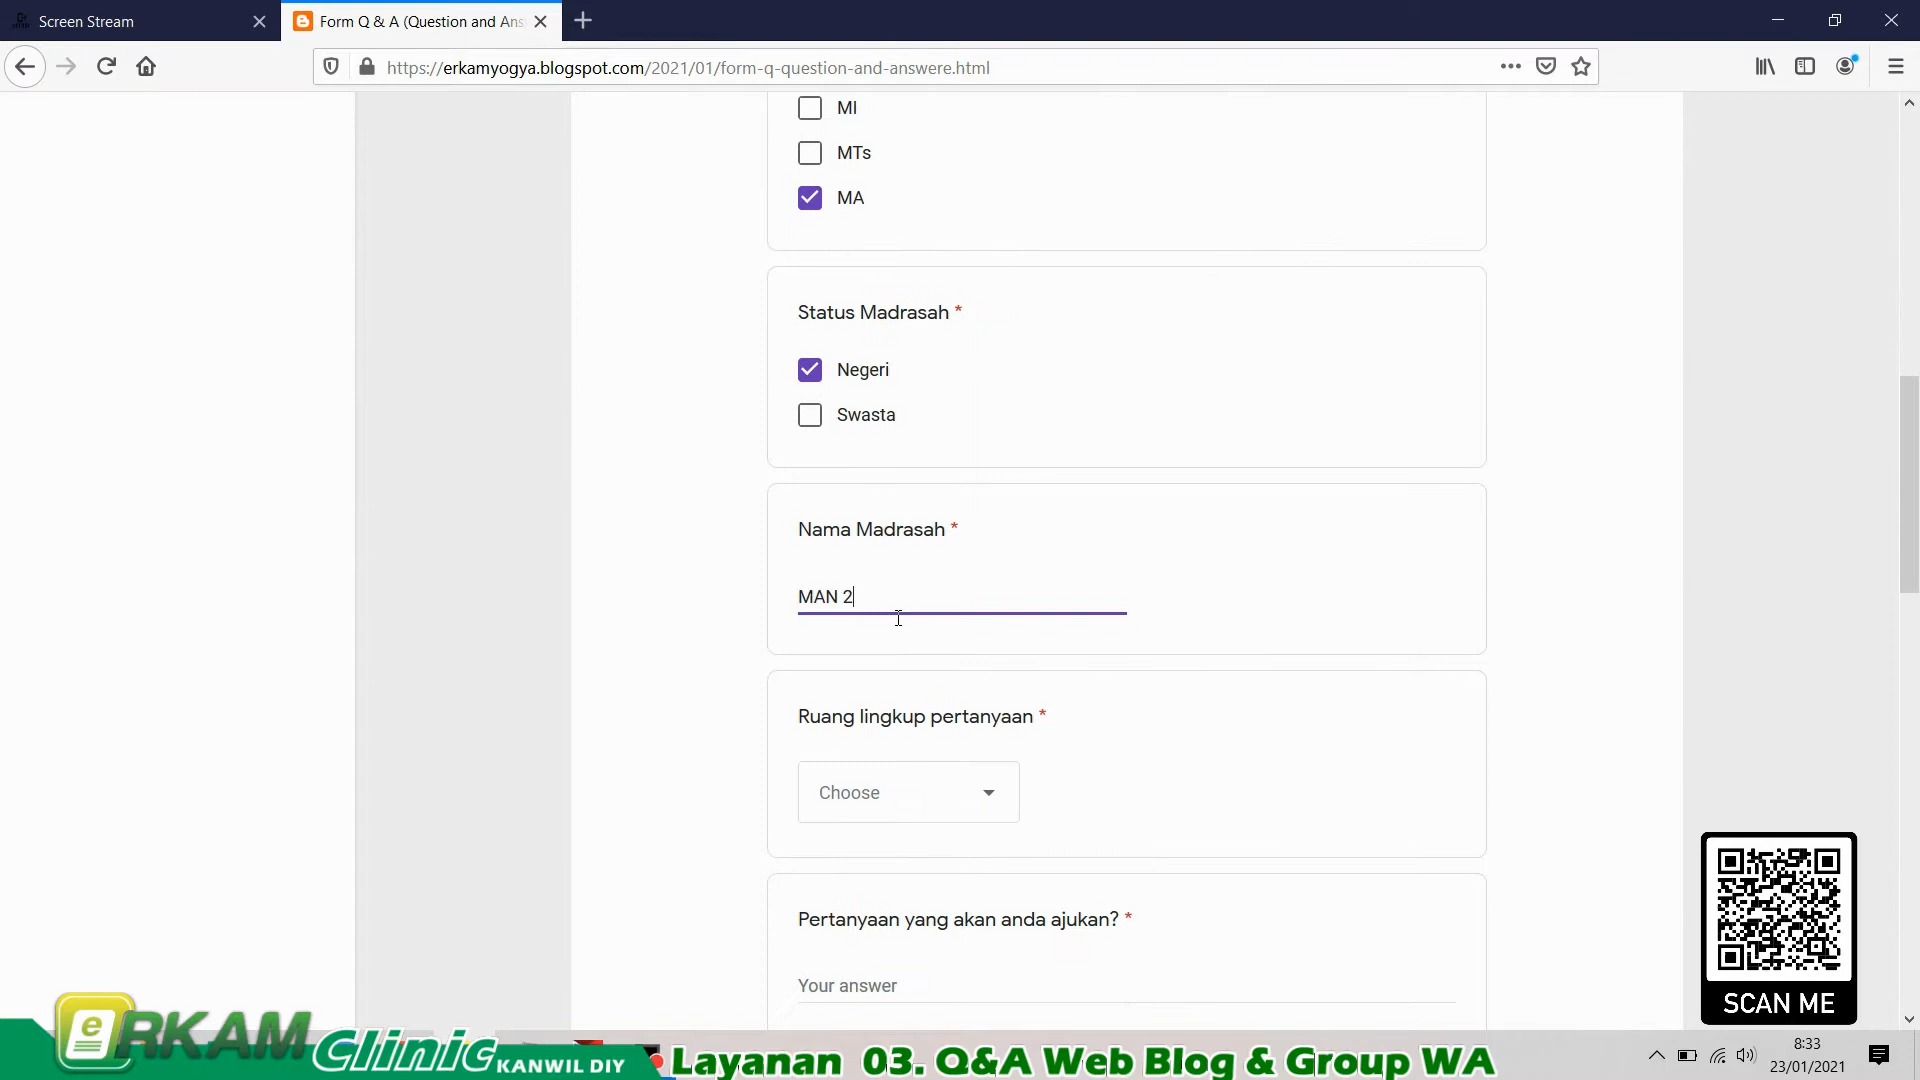 Screen Stream
Form Q & A (Question and Ans
https://erkamyogya.blogspot.com/2021/01/form-q-question-and-answere.html
MI
MTs
MA
Status Madrasah *
Negeri
Swasta
Nama Madrasah *
MAN 2
Ruang lingkup pertanyaan *
Choose
Pertanyaan yang akan anda ajukan? *
Your answer
SCAN ME
eRKAM Clinic KANWIL DIY
Layanan 03. Q&A Web Blog & Group WA
8:33
23/01/2021